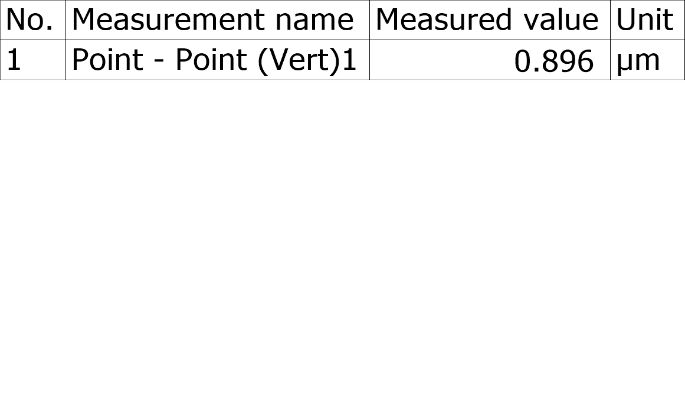 No. Measurement name Measured value Unit
1 Point - Point (Vert)1 0.896 µm